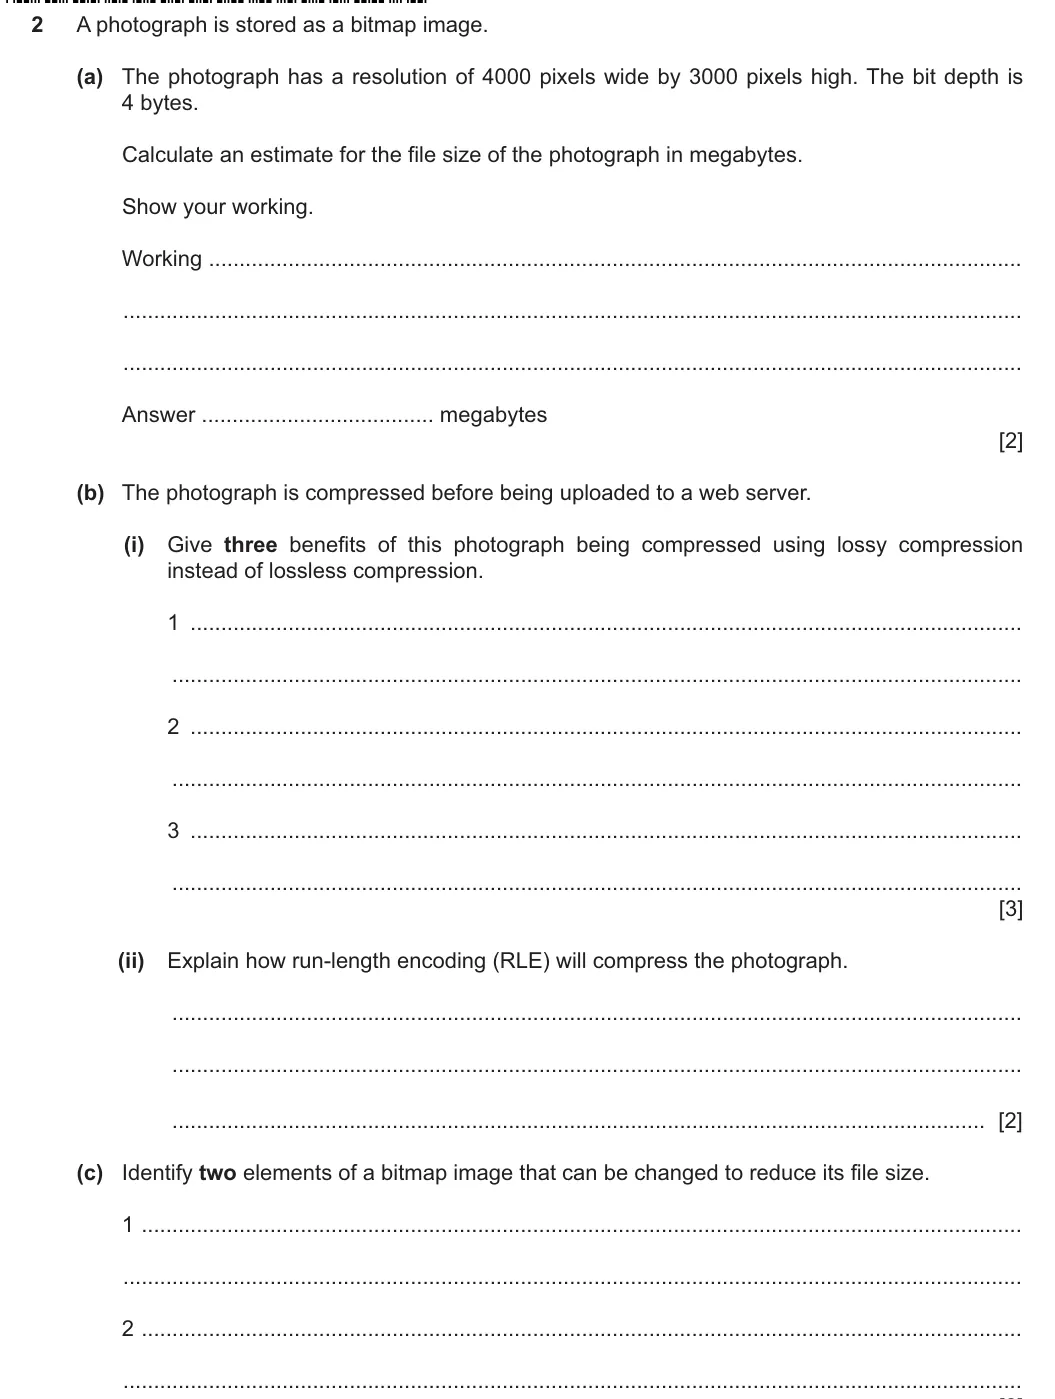 2 A photograph is stored as a bitmap image.
(a) The photograph has a resolution of 4000 pixels wide by 3000 pixels high. The bit depth is
4 bytes.
Calculate an estimate for the file size of the photograph in megabytes.
Show your working.
Working ....................................................................................................................................
....................................................................................................................................................
....................................................................................................................................................
Answer ...................................... megabytes
[2]
(b) The photograph is compressed before being uploaded to a web server.
(i) Give three benefits of this photograph being compressed using lossy compression
instead of lossless compression.
1 ........................................................................................................................................
...........................................................................................................................................
2 ........................................................................................................................................
...........................................................................................................................................
3 ........................................................................................................................................
...........................................................................................................................................
[3]
(ii) Explain how run-length encoding (RLE) will compress the photograph.
...........................................................................................................................................
...........................................................................................................................................
..................................................................................................................................... [2]
(c) Identify two elements of a bitmap image that can be changed to reduce its file size.
1 ................................................................................................................................................
....................................................................................................................................................
2 ................................................................................................................................................
....................................................................................................................................................